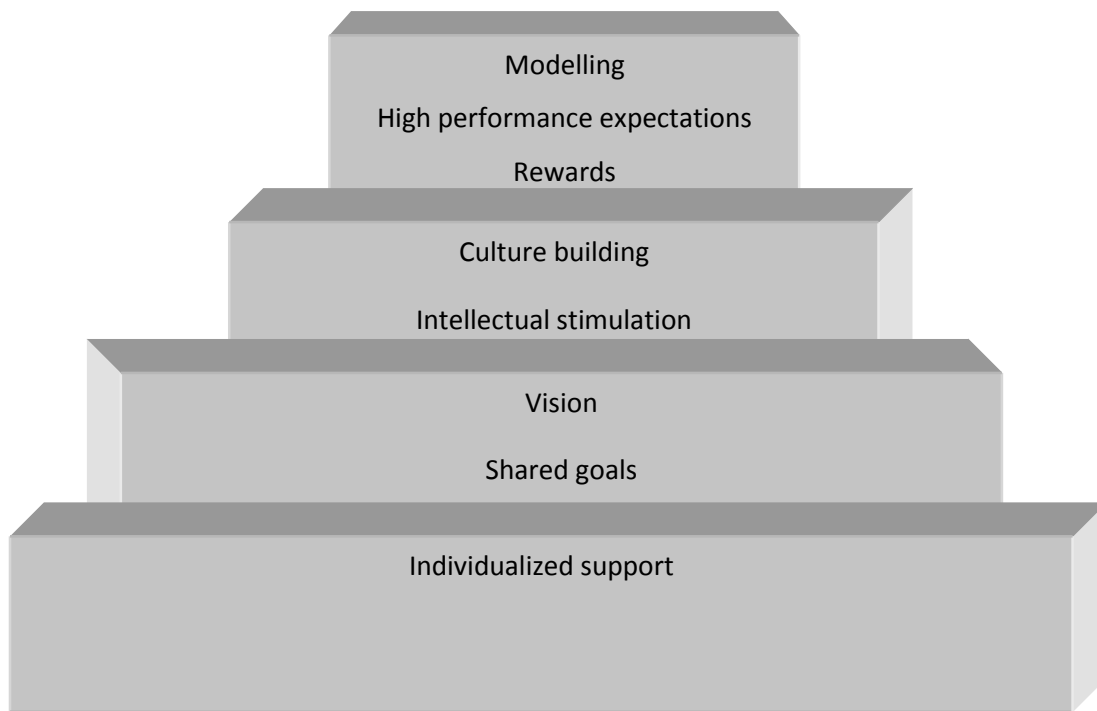 Modelling
High performance expectations
Rewards
Culture building
Intellectual stimulation
Vision
Shared goals
Individualized support